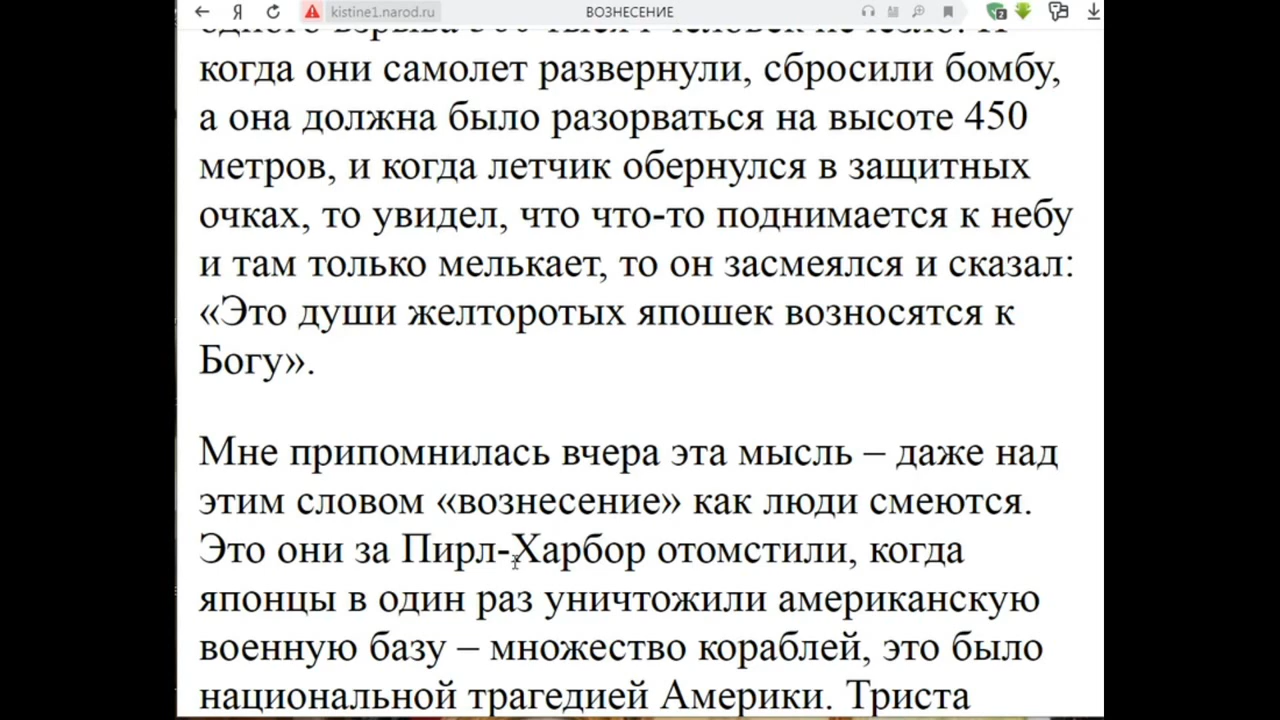 Я kistine1.narod.ru ВОЗНЕСЕНИЕ 2
когда они самолет развернули, сбросили бомбу,
а она должна было разорваться на высоте 450
метров, и когда летчик обернулся в защитных
очках, то увидел, что что-то поднимается к небу
и там только мелькает, то он засмеялся и сказал:
«Это души желторотых япошек возносятся к
Богу».
Мне припомнилась вчера эта мысль – даже над
этим словом «вознесение» как люди смеются.
Это они за Пирл-Харбор отомстили, когда
японцы в один раз уничтожили американскую
военную базу – множество кораблей, это было
национальной трагедией Америки. Триста